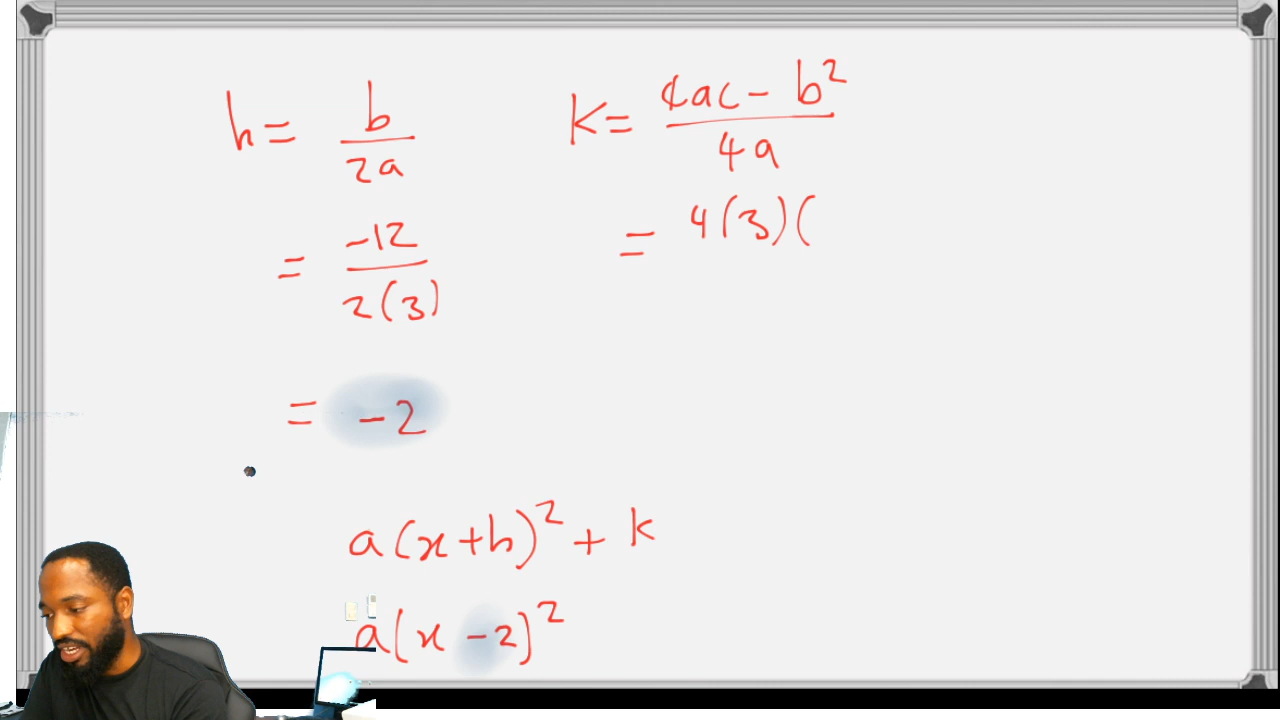 h = b/2a
= -12/2(3)
= -2
k = 4ac - b²/4a
= 4(3)(
a(x+h)² + k
a(x -2)²